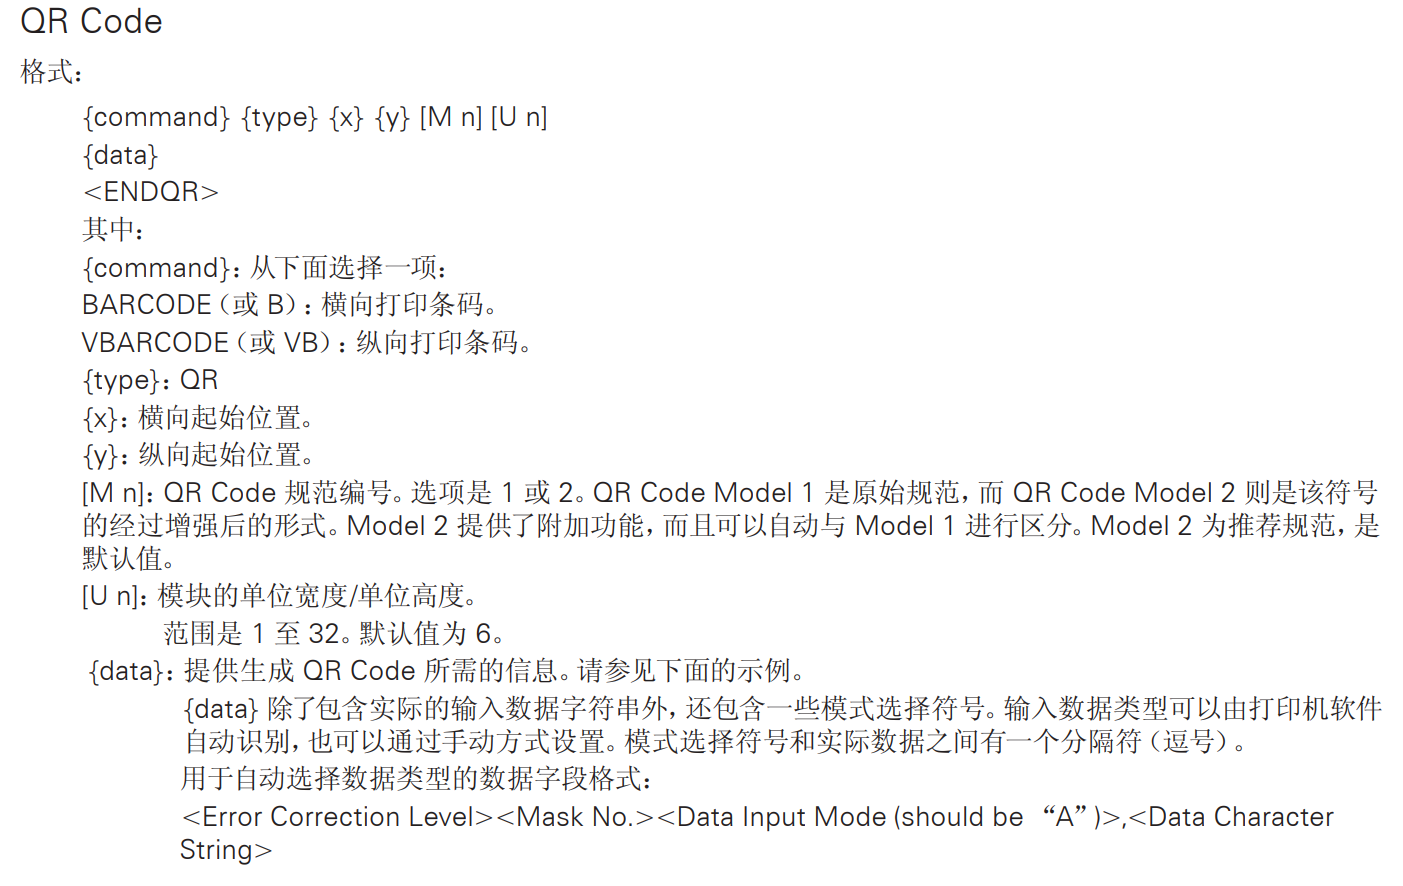 QR Code
格式：
{command} {type} {x} {y} [M n] [U n]
{data}
<ENDQR>
其中：
{command}：从下面选择一项：
BARCODE（或 B）：横向打印条码。
VBARCODE（或 VB）：纵向打印条码。
{type}：QR
{x}：横向起始位置。
{y}：纵向起始位置。
[M n]：QR Code 规范编号。选项是 1 或 2。QR Code Model 1 是原始规范，而 QR Code Model 2 则是该符号
的经过增强后的形式。Model 2 提供了附加功能，而且可以自动与 Model 1 进行区分。Model 2 为推荐规范，是
默认值。
[U n]：模块的单位宽度/单位高度。
范围是 1 至 32。默认值为 6。
{data}：提供生成 QR Code 所需的信息。请参见下面的示例。
{data} 除了包含实际的输入数据字符串外，还包含一些模式选择符号。输入数据类型可以由打印机软件
自动识别，也可以通过手动方式设置。模式选择符号和实际数据之间有一个分隔符（逗号）。
用于自动选择数据类型的数据字段格式：
<Error Correction Level><Mask No.><Data Input Mode (should be “A”)>,<Data Character
String>